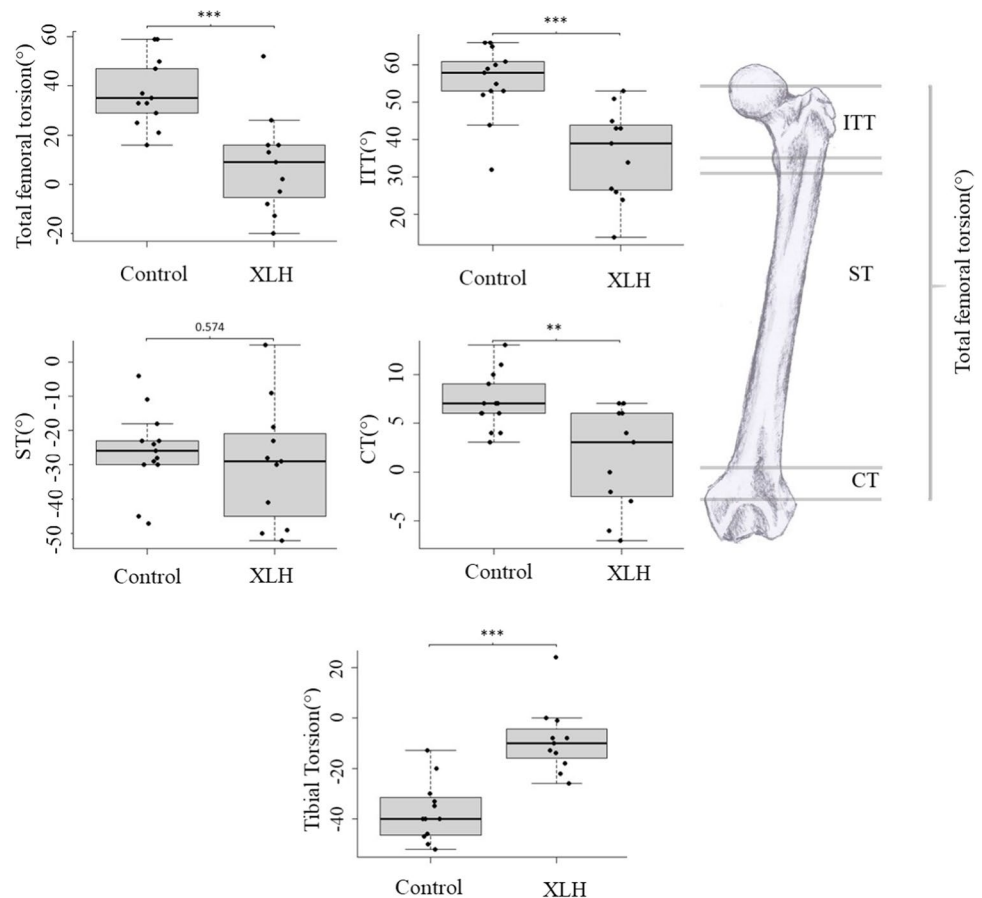 Total femoral torsion(°)
60
40
20
0
-20
***
Control
XLH
ITT(°)
60
50
40
30
20
***
Control
XLH
ITT
ST
CT
Total femoral torsion(°)
ST(°)
0
-10
-20
-30
-40
-50
0.574
Control
XLH
CT(°)
10
5
0
-5
**
Control
XLH
Tibial Torsion(°)
20
0
-20
-40
***
Control
XLH